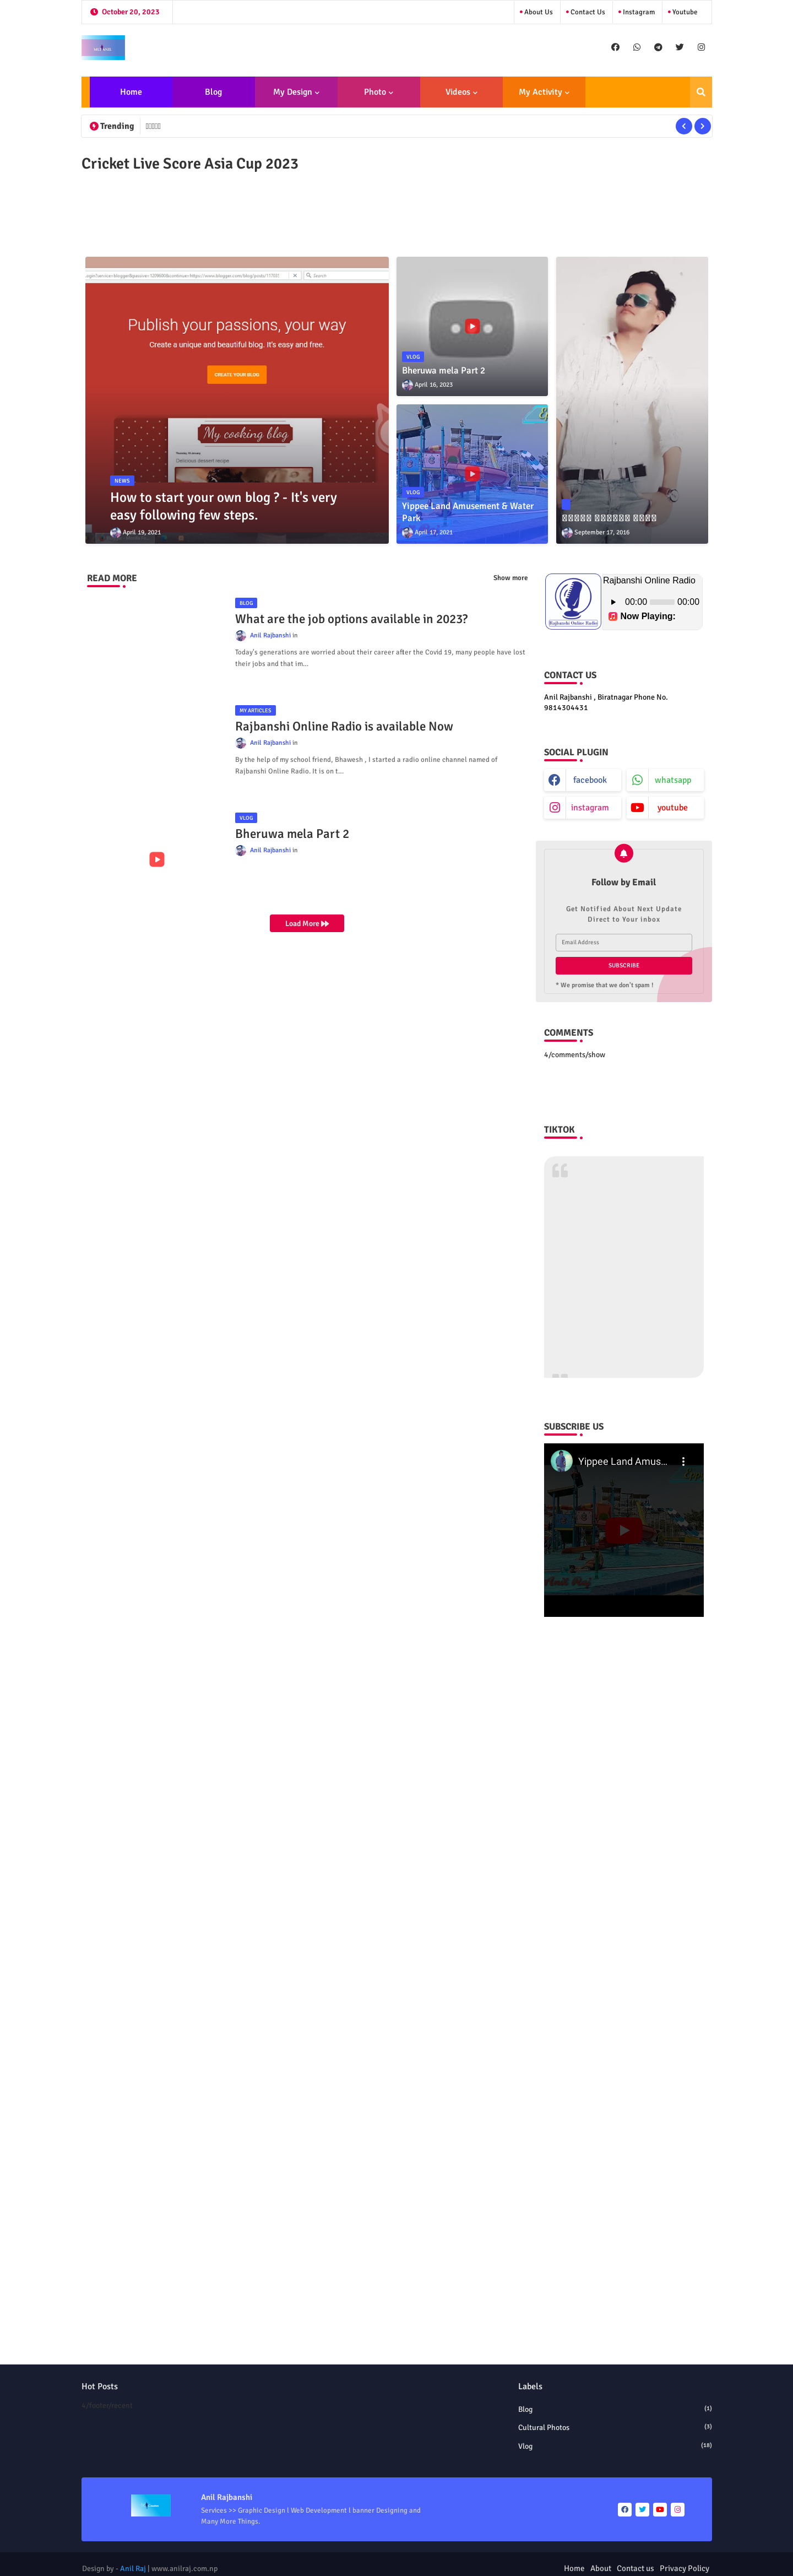 October 20, 2023
About Us
Contact Us
Instagram
Youtube
Home
Blog
My Design
Photo
Videos
My Activity
Trending
Cricket Live Score Asia Cup 2023
Publish your passions, your way
Create a unique and beautiful blog. It's easy and free.
CREATE YOUR BLOG
My cooking blog
NEWS
How to start your own blog ? - It's very
easy following few steps.
April 19, 2021
VLOG
Bheruwa mela Part 2
April 16, 2023
VLOG
Yippee Land Amusement & Water
Park
April 17, 2021
September 17, 2016
READ MORE
Show more
BLOG
What are the job options available in 2023?
Anil Rajbanshi in
Today's generations are worried about their career after the Covid 19, many people have lost
their jobs and that im...
MY ARTICLES
Rajbanshi Online Radio is available Now
Anil Rajbanshi in
By the help of my school friend, Bhawesh , I started a radio online channel named of
Rajbanshi Online Radio. It is on t...
VLOG
Bheruwa mela Part 2
Anil Rajbanshi in
Load More
Rajbanshi Online Radio
Rajbanshi Online Radio
00:00
00:00
Now Playing:
CONTACT US
Anil Rajbanshi , Biratnagar Phone No.
9814304431
SOCIAL PLUGIN
facebook
whatsapp
instagram
youtube
Follow by Email
Get Notified About Next Update
Direct to Your inbox
Email Address
SUBSCRIBE
* We promise that we don't spam !
COMMENTS
4/comments/show
TIKTOK
SUBSCRIBE US
Yippee Land Amus...
Hot Posts
4/footer/recent
Labels
Blog (1)
Cultural Photos (3)
Vlog (18)
Anil Rajbanshi
Services >> Graphic Design l Web Development l banner Designing and
Many More Things.
Design by - Anil Raj | www.anilraj.com.np
Home
About
Contact us
Privacy Policy